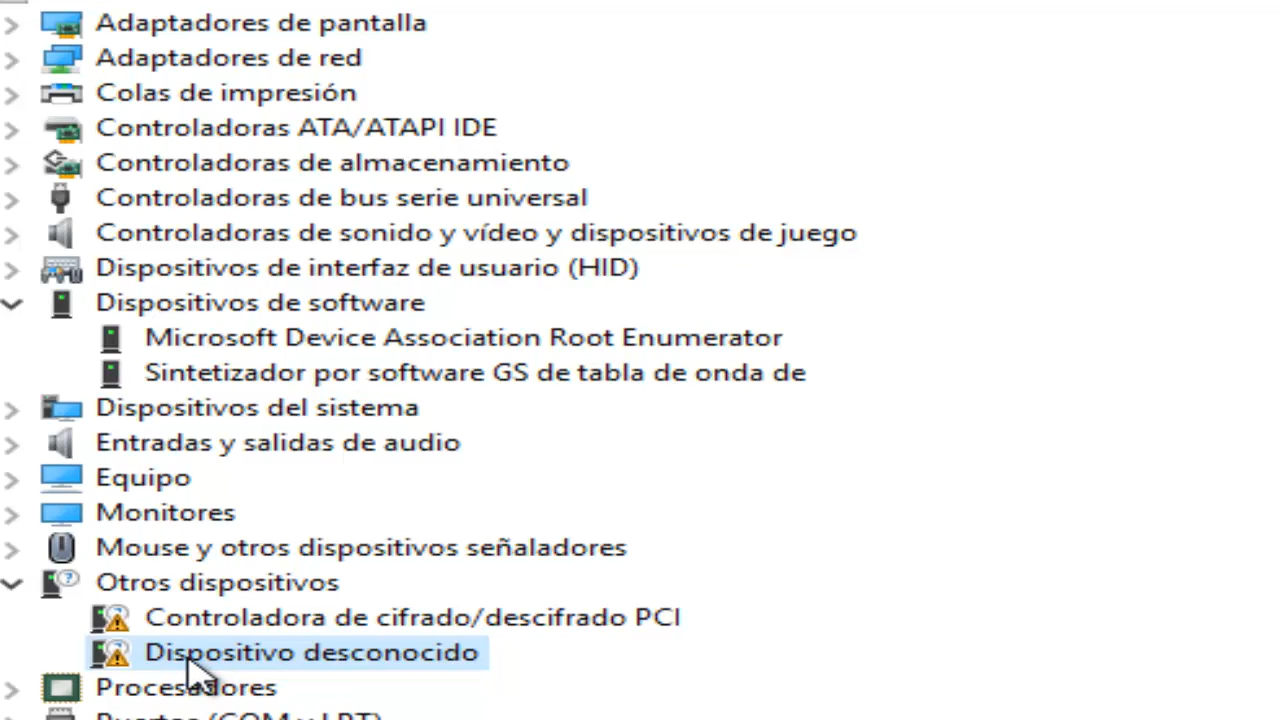 Adaptadores de pantalla
Adaptadores de red
Colas de impresión
Controladoras ATA/ATAPI IDE
Controladoras de almacenamiento
Controladoras de bus serie universal
Controladoras de sonido y vídeo y dispositivos de juego
Dispositivos de interfaz de usuario (HID)
Dispositivos de software
Microsoft Device Association Root Enumerator
Sintetizador por software GS de tabla de onda de
Dispositivos del sistema
Entradas y salidas de audio
Equipo
Monitores
Mouse y otros dispositivos señaladores
Otros dispositivos
Controladora de cifrado/descifrado PCI
Dispositivo desconocido
Procesadores
Puertos (COM y LPT)